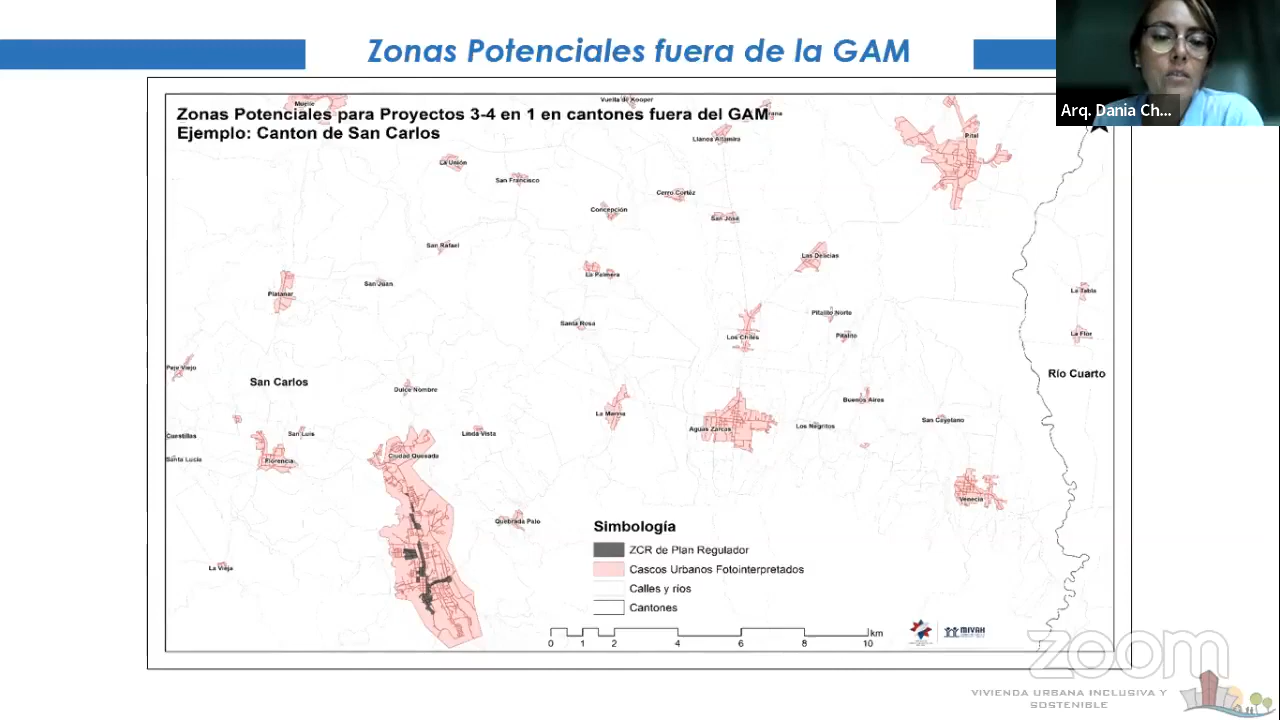 Zonas Potenciales fuera de la GAM
Arq. Dania Ch...
Muelle
Vuelta de Kooper
Zonas Potenciales para Proyectos 3-4 en 1 en cantones fuera del GAM
Ejemplo: Canton de San Carlos
Llanos Altamira
Pital
La Unión
San Francisco
Cerro Cortéz
Concepción
San José
San Rafael
Las Delicias
La Palmera
San Juan
Platanar
La Tabla
Pitalito Norte
Santa Rosa
Los Chiles
Pitalito
La Flor
Peje Viejo
San Carlos
Río Cuarto
Dulce Nombre
Buenos Aires
La Marina
San Cayetano
Aguas Zarcas
Los Negritos
Cuestillas
San Luis
Linda Vista
Santa Lucía
Florencia
Ciudad Quesada
Venecia
Quebrada Palo
La Vieja
Simbología
ZCR de Plan Regulador
Cascos Urbanos Fotointerpretados
Calles y ríos
Cantones
km
0 1 2 4 6 8 10
MIVAH
zoom
VIVIENDA URBANA INCLUSIVA Y
SOSTENIBLE